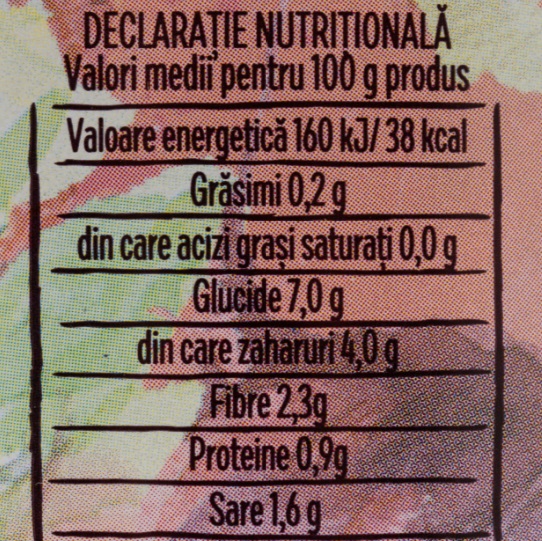 DECLARAȚIE NUTRIȚIONALĂ
Valori medii pentru 100 g produs
Valoare energetică 160 kJ/ 38 kcal
Grăsimi 0,2 g
din care acizi grași saturați 0,0 g
Glucide 7,0 g
din care zaharuri 4,0 g
Fibre 2,3g
Proteine 0,9g
Sare 1,6 g